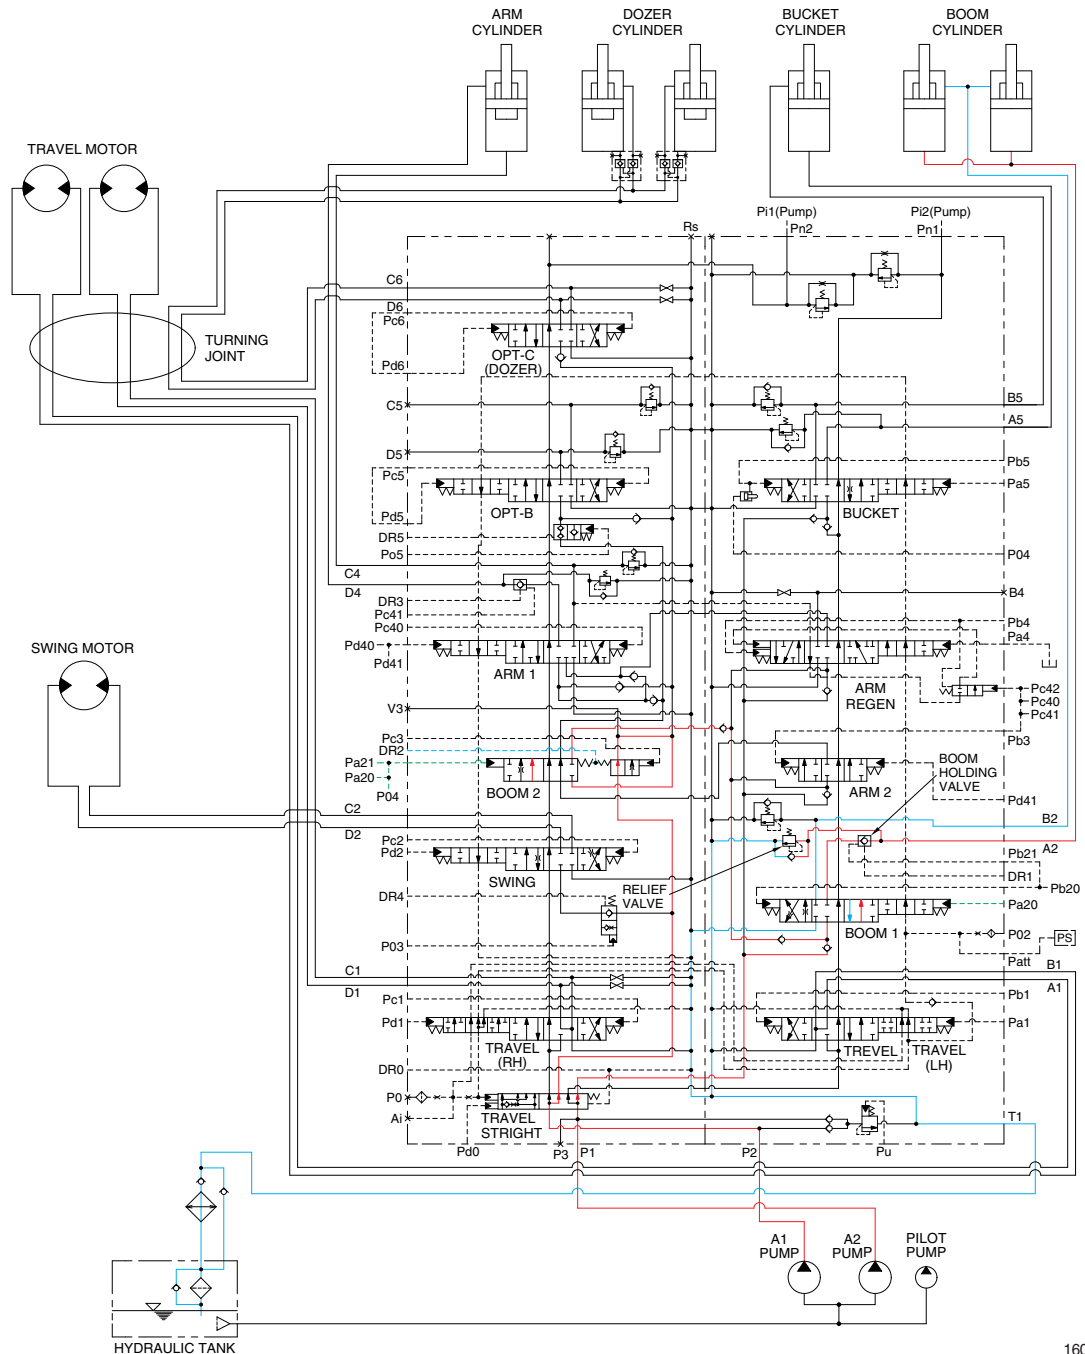 ARM
CYLINDER
DOZER
CYLINDER
BUCKET
CYLINDER
BOOM
CYLINDER
TRAVEL MOTOR
TURNING
JOINT
Rs
Pi1(Pump)
Pn2
Pi2(Pump)
Pn1
C6
D6
Pc6
Pd6
OPT-C
(DOZER)
C5
D5
Pc5
Pd5
OPT-B
DR5
Po5
C4
D4
DR3
Pc41
Pc40
Pd40
Pd41
ARM 1
B5
A5
Pb5
Pa5
BUCKET
P04
B4
Pb4
Pa4
ARM
REGEN
Pc42
Pc40
Pc41
Pb3
SWING MOTOR
V3
Pc3
DR2
Pa21
Pa20
P04
BOOM 2
ARM 2
BOOM
HOLDING
VALVE
Pd41
B2
A2
C2
D2
Pc2
Pd2
SWING
RELIEF
VALVE
Pb21
DR1
Pb20
Pa20
BOOM 1
DR4
P03
P02
PS
Patt
B1
A1
C1
D1
Pc1
Pd1
TRAVEL
(RH)
Pb1
Pa1
TREVEL
TRAVEL
(LH)
DR0
P0
Ai
TRAVEL
STRIGHT
Pd0
P3
P1
P2
Pu
T1
A1
PUMP
A2
PUMP
PILOT
PUMP
HYDRAULIC TANK
160